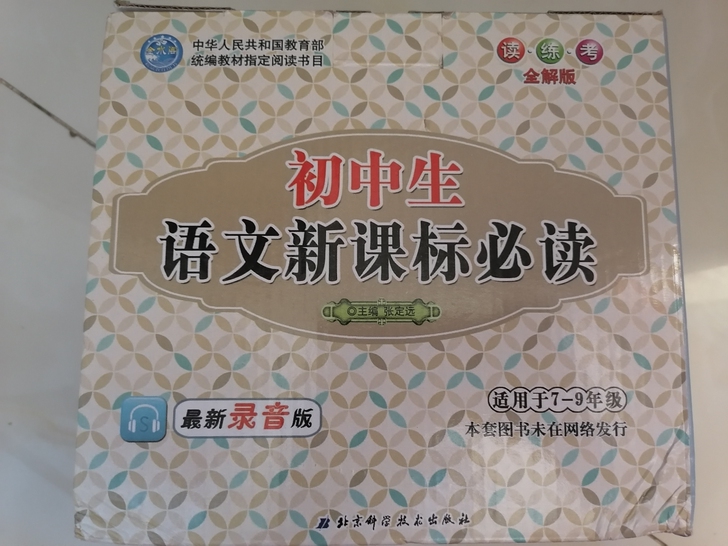 中华人民共和国教育部
统编教材指定阅读书目
读·练·考
全解版
初中生
语文新课标必读
主编 张定远
最新录音版
适用于7-9年级
本套图书未在网络发行
北京科学技术出版社